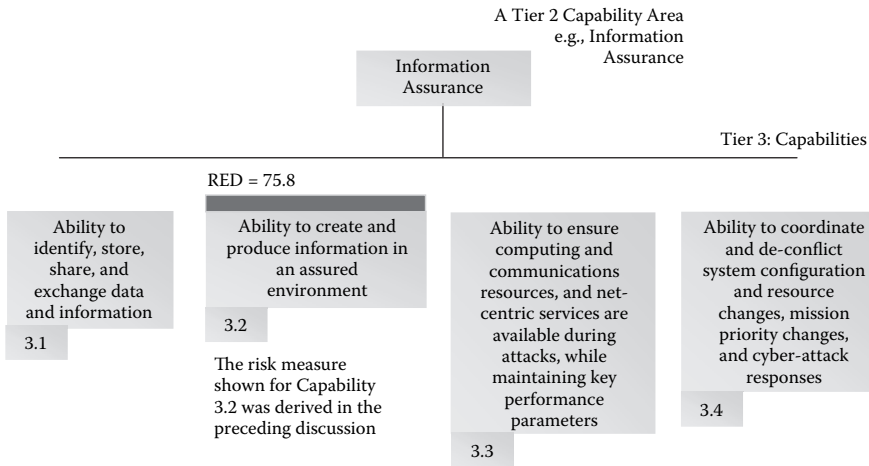 A Tier 2 Capability Area
e.g., Information
Assurance
Information
Assurance
Tier 3: Capabilities
RED = 75.8
Ability to
identify, store,
share, and
exchange data
and information
3.1
Ability to create and
produce information in
an assured
environment
3.2
The risk measure
shown for Capability
3.2 was derived in the
preceding discussion
Ability to ensure
computing and
communications
resources, and net-
centric services are
available during
attacks, while
maintaining key
performance
parameters
3.3
Ability to coordinate
and de-conflict
system configuration
and resource
changes, mission
priority changes,
and cyber-attack
responses
3.4